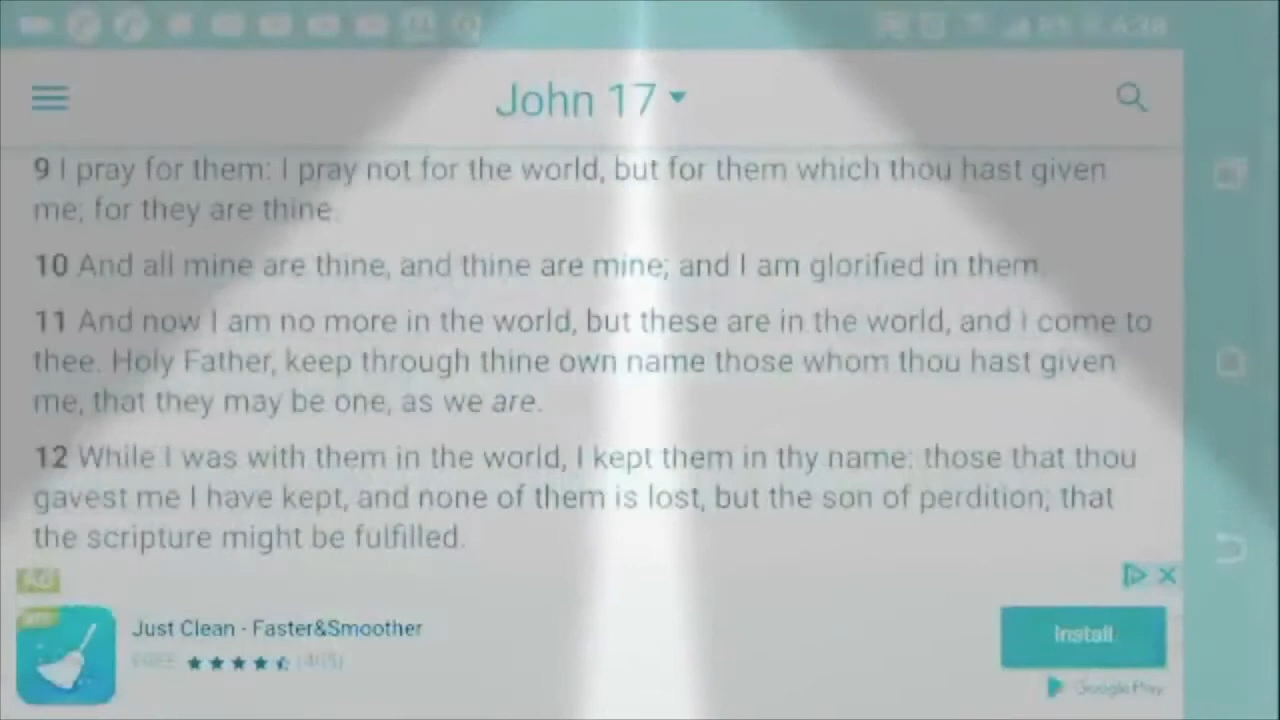 6:38
John 17
9 I pray for them: I pray not for the world, but for them which thou hast given
me; for they are thine.
10 And all mine are thine, and thine are mine; and I am glorified in them.
11 And now I am no more in the world, but these are in the world, and I come to
thee. Holy Father, keep through thine own name those whom thou hast given
me, that they may be one, as we are.
12 While I was with them in the world, I kept them in thy name: those that thou
gavest me I have kept, and none of them is lost, but the son of perdition; that
the scripture might be fulfilled.
Ad
Just Clean - Faster&Smoother
FREE
Install
Google Play